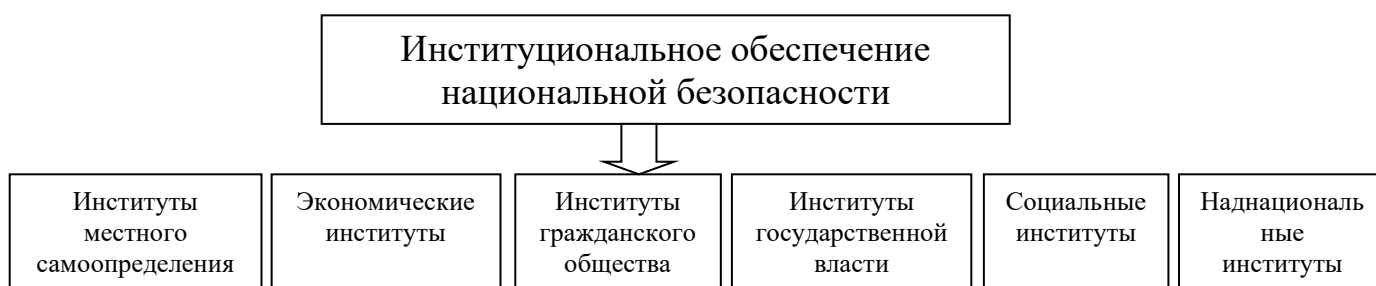 Институциональное обеспечение
национальной безопасности
Институты
местного
самоопределения
Экономические
институты
Институты
гражданского
общества
Институты
государственной
власти
Социальные
институты
Наднациональ
ные
институты